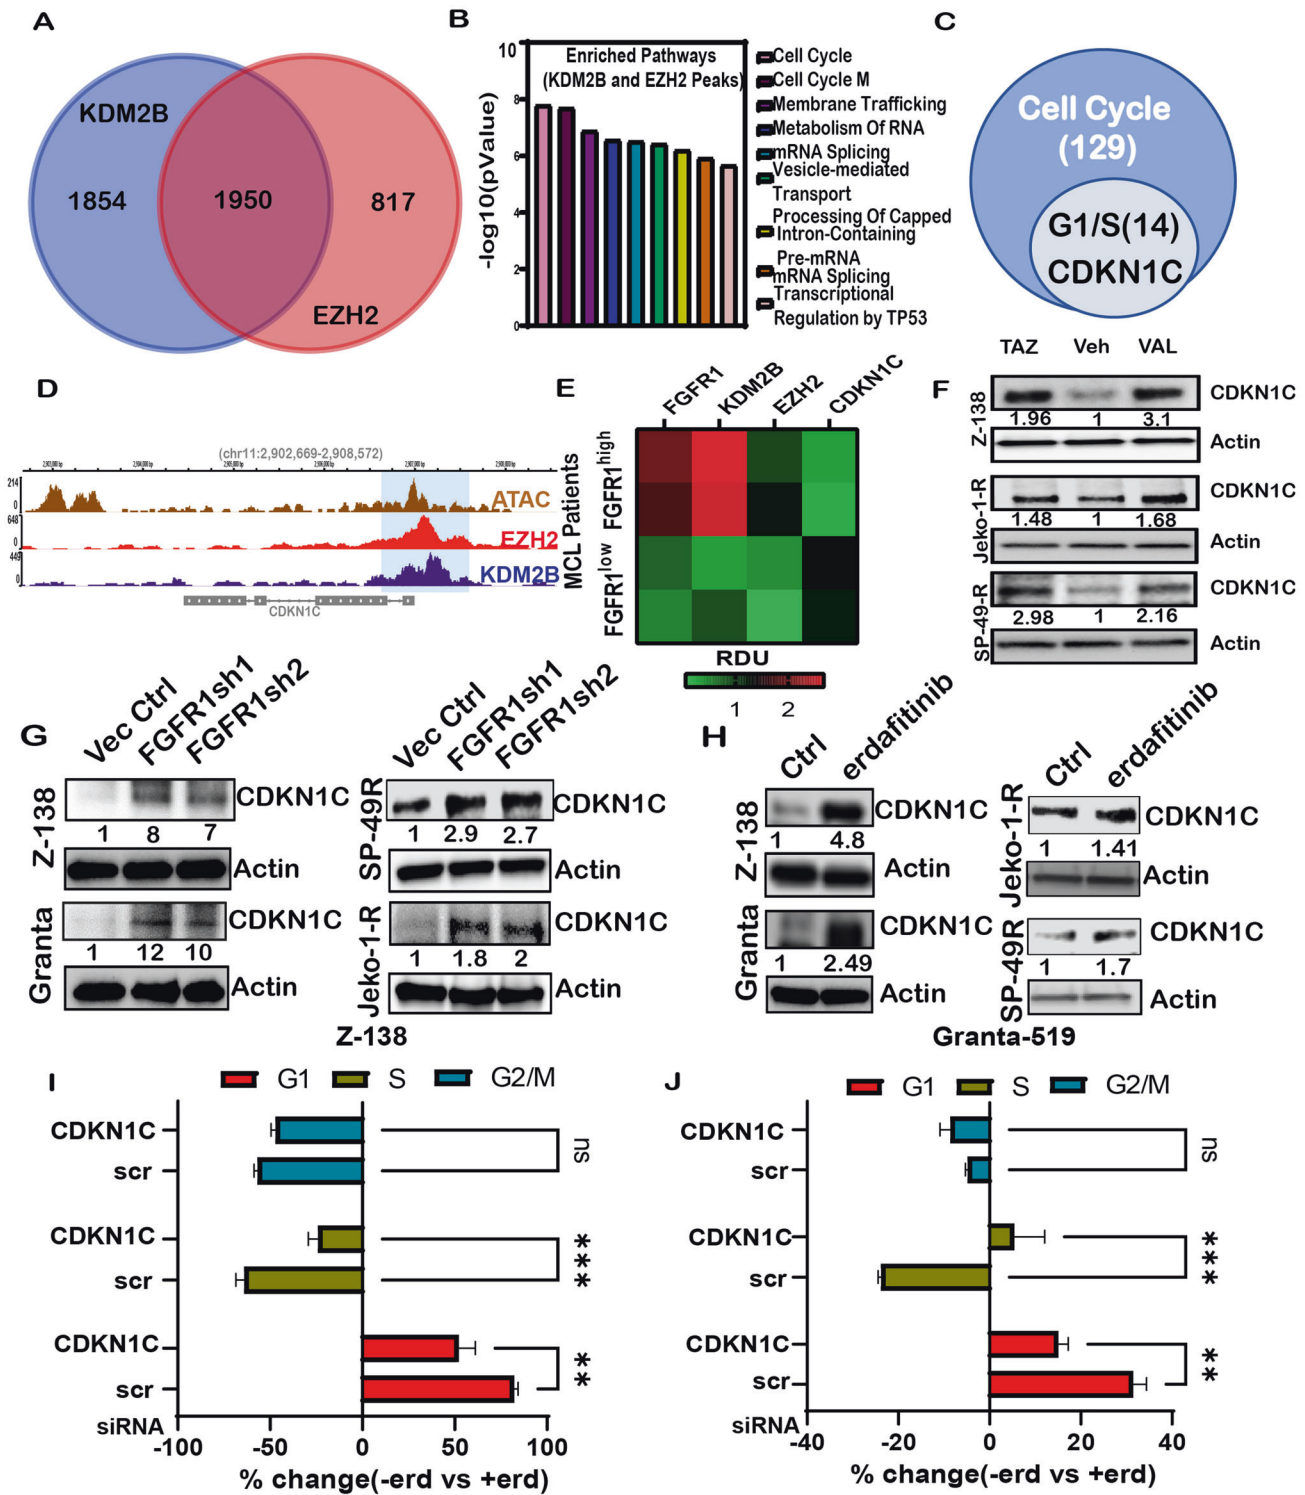 A
KDM2B
1854
1950
817
EZH2
B
Enriched Pathways
(KDM2B and EZH2 Peaks)
-log10(pValue)
10
8
6
4
2
0
Cell Cycle
Cell Cycle M
Membrane Trafficking
Metabolism Of RNA
mRNA Splicing
Vesicle-mediated
Transport
Processing Of Capped
Intron-Containing
Pre-mRNA
mRNA Splicing
Transcriptional
Regulation by TP53
C
Cell Cycle
(129)
G1/S(14)
CDKN1C
D
(chr11:2,902,669-2,908,572)
214
0
ATAC
648
0
EZH2
449
0
KDM2B
CDKN1C
E
FGFR1
KDM2B
EZH2
CDKN1C
MCL Patients
FGFR1high
FGFR1low
RDU
1 2
F
TAZ Veh VAL
Z-138
CDKN1C
1.96 1 3.1
Actin
Jeko-1-R
CDKN1C
1.48 1 1.68
Actin
SP-49-R
CDKN1C
2.98 1 2.16
Actin
G
Vec Ctrl
FGFR1sh1
FGFR1sh2
Z-138
CDKN1C
1 8 7
Actin
Granta
CDKN1C
1 12 10
Actin
Vec Ctrl
FGFR1sh1
FGFR1sh2
SP-49R
CDKN1C
1 2.9 2.7
Actin
Jeko-1-R
CDKN1C
1 1.8 2
Actin
H
Ctrl
erdafitinib
Z-138
CDKN1C
1 4.8
Actin
Granta
CDKN1C
1 2.49
Actin
Ctrl
erdafitinib
Jeko-1-R
CDKN1C
1 1.41
Actin
SP-49R
CDKN1C
1 1.7
Actin
I
Z-138
G1 S G2/M
CDKN1C
scr
ns
CDKN1C
scr
***
CDKN1C
scr
**
siRNA
-100 -50 0 50 100
% change(-erd vs +erd)
J
Granta-519
G1 S G2/M
CDKN1C
scr
ns
CDKN1C
scr
***
CDKN1C
scr
**
siRNA
-40 -20 0 20 40
% change(-erd vs +erd)